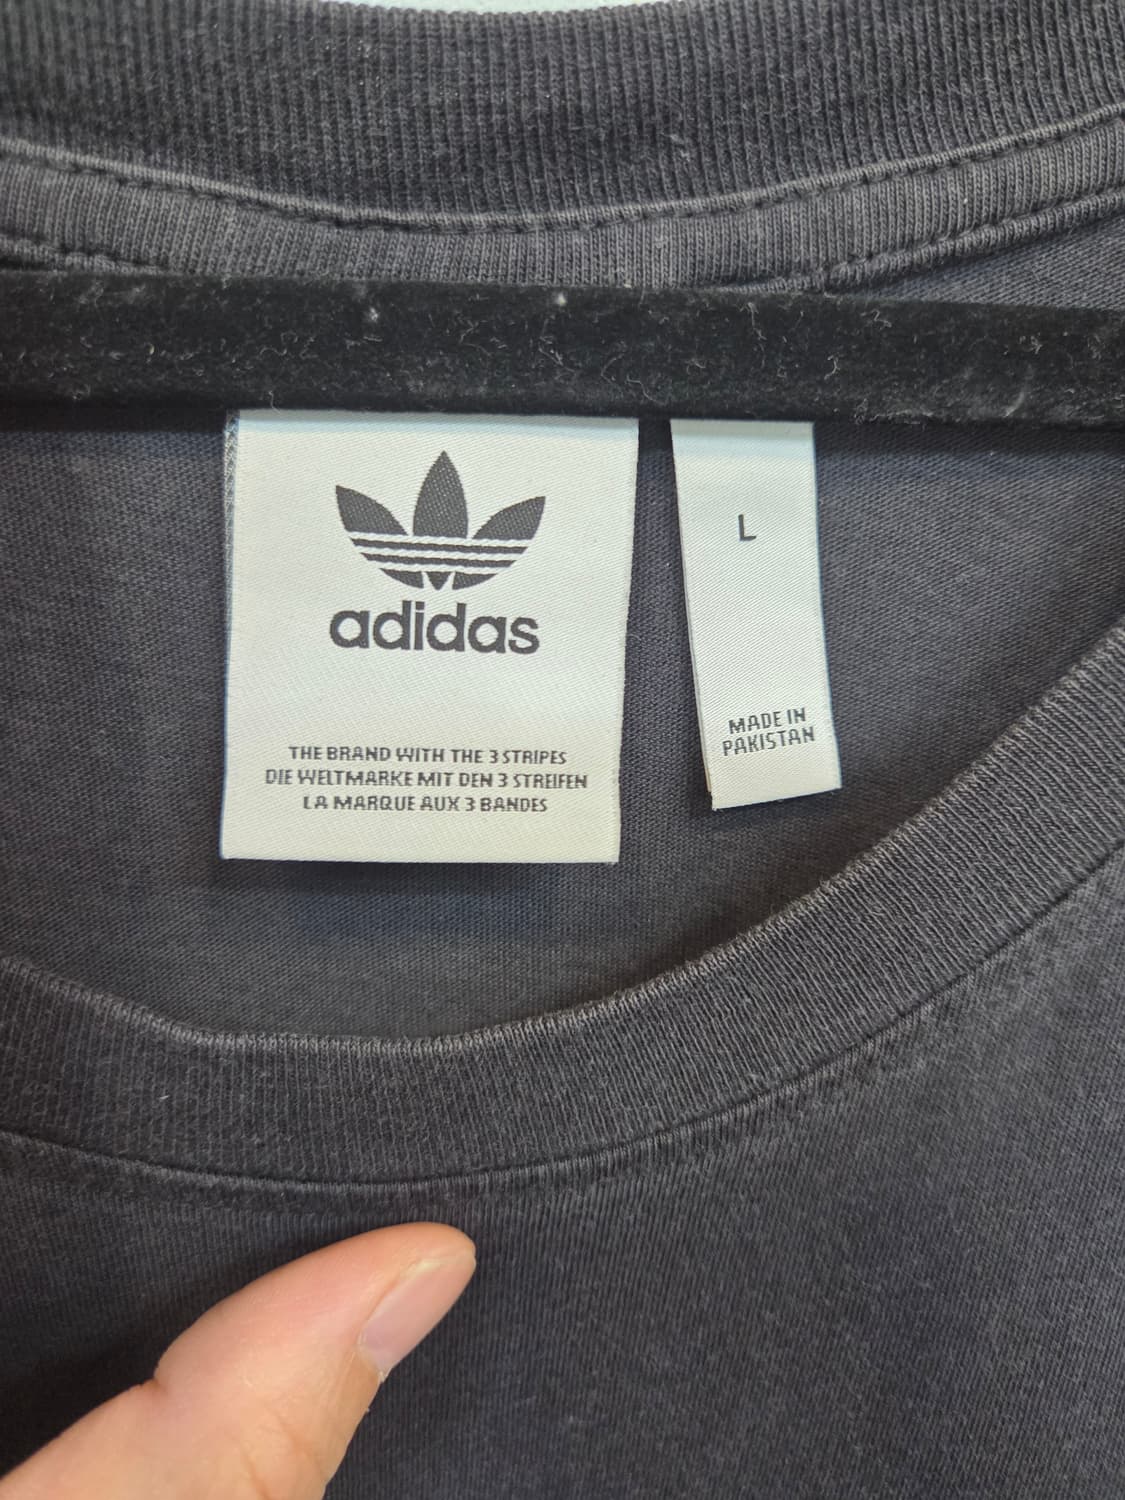 adidas
THE BRAND WITH THE 3 STRIPES
DIE WELTMARKE MIT DEN 3 STREIFEN
LA MARQUE AUX 3 BANDES
L
MADE IN
PAKISTAN